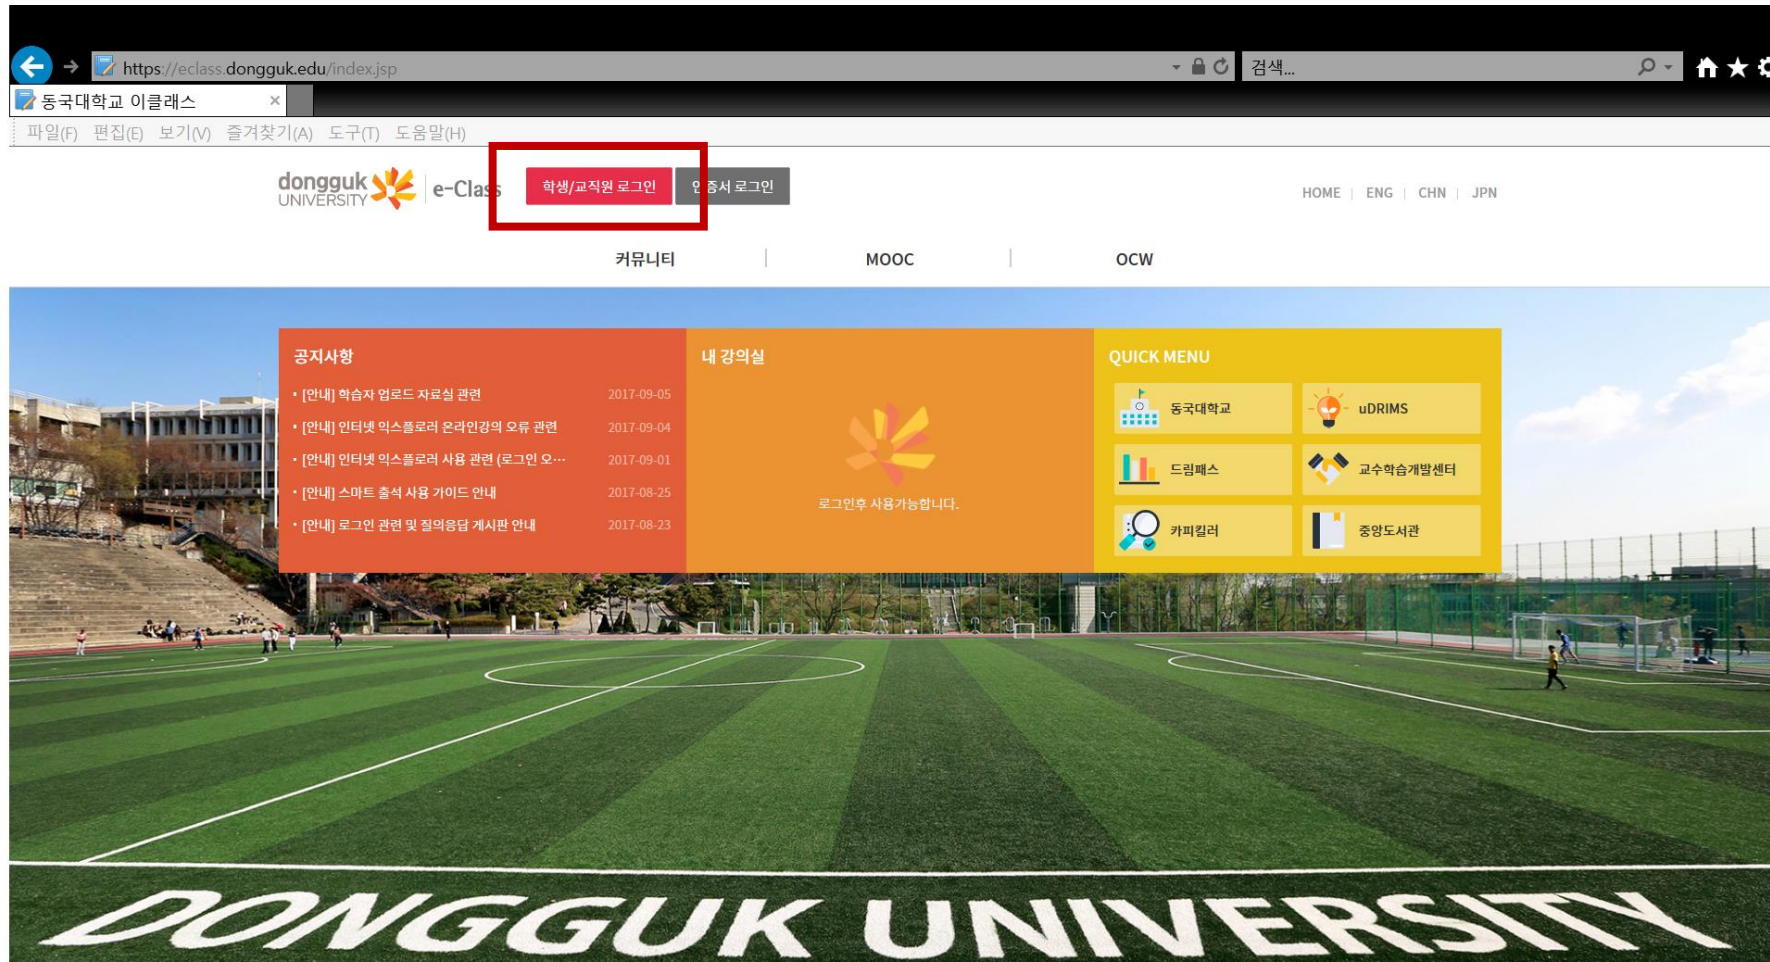 https://eclass.dongguk.edu/index.jsp
검색...
동국대학교 이클래스
파일(F) 편집(E) 보기(V) 즐겨찾기(A) 도구(T) 도움말(H)
dongguk
UNIVERSITY
e-Class
학생/교직원 로그인
인증서 로그인
HOME | ENG | CHN | JPN
커뮤니티 | MOOC | OCW
공지사항
· [안내] 학습자 업로드 자료실 관련 2017-09-05
· [안내] 인터넷 익스플로러 온라인강의 오류 관련 2017-09-04
· [안내] 인터넷 익스플로러 사용 관련 (로그인 오… 2017-09-01
· [안내] 스마트 출석 사용 가이드 안내 2017-08-25
· [안내] 로그인 관련 및 질의응답 게시판 안내 2017-08-23
내 강의실
로그인후 사용가능합니다.
QUICK MENU
동국대학교
uDRIMS
드림패스
교수학습개발센터
카피킬러
중앙도서관
DONGGUK UNIVERSITY